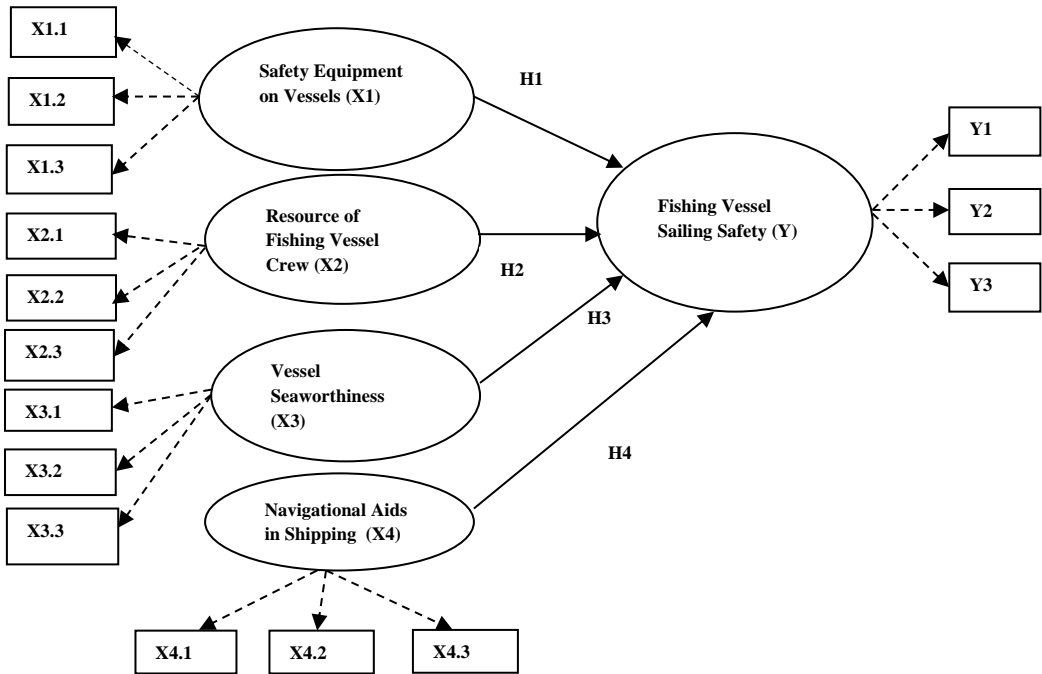 X1.1
X1.2
X1.3
Safety Equipment
on Vessels (X1)
H1
X2.1
X2.2
X2.3
Resource of
Fishing Vessel
Crew (X2)
H2
Fishing Vessel
Sailing Safety (Y)
Y1
Y2
Y3
X3.1
X3.2
X3.3
Vessel
Seaworthiness
(X3)
H3
Navigational Aids
in Shipping (X4)
H4
X4.1
X4.2
X4.3